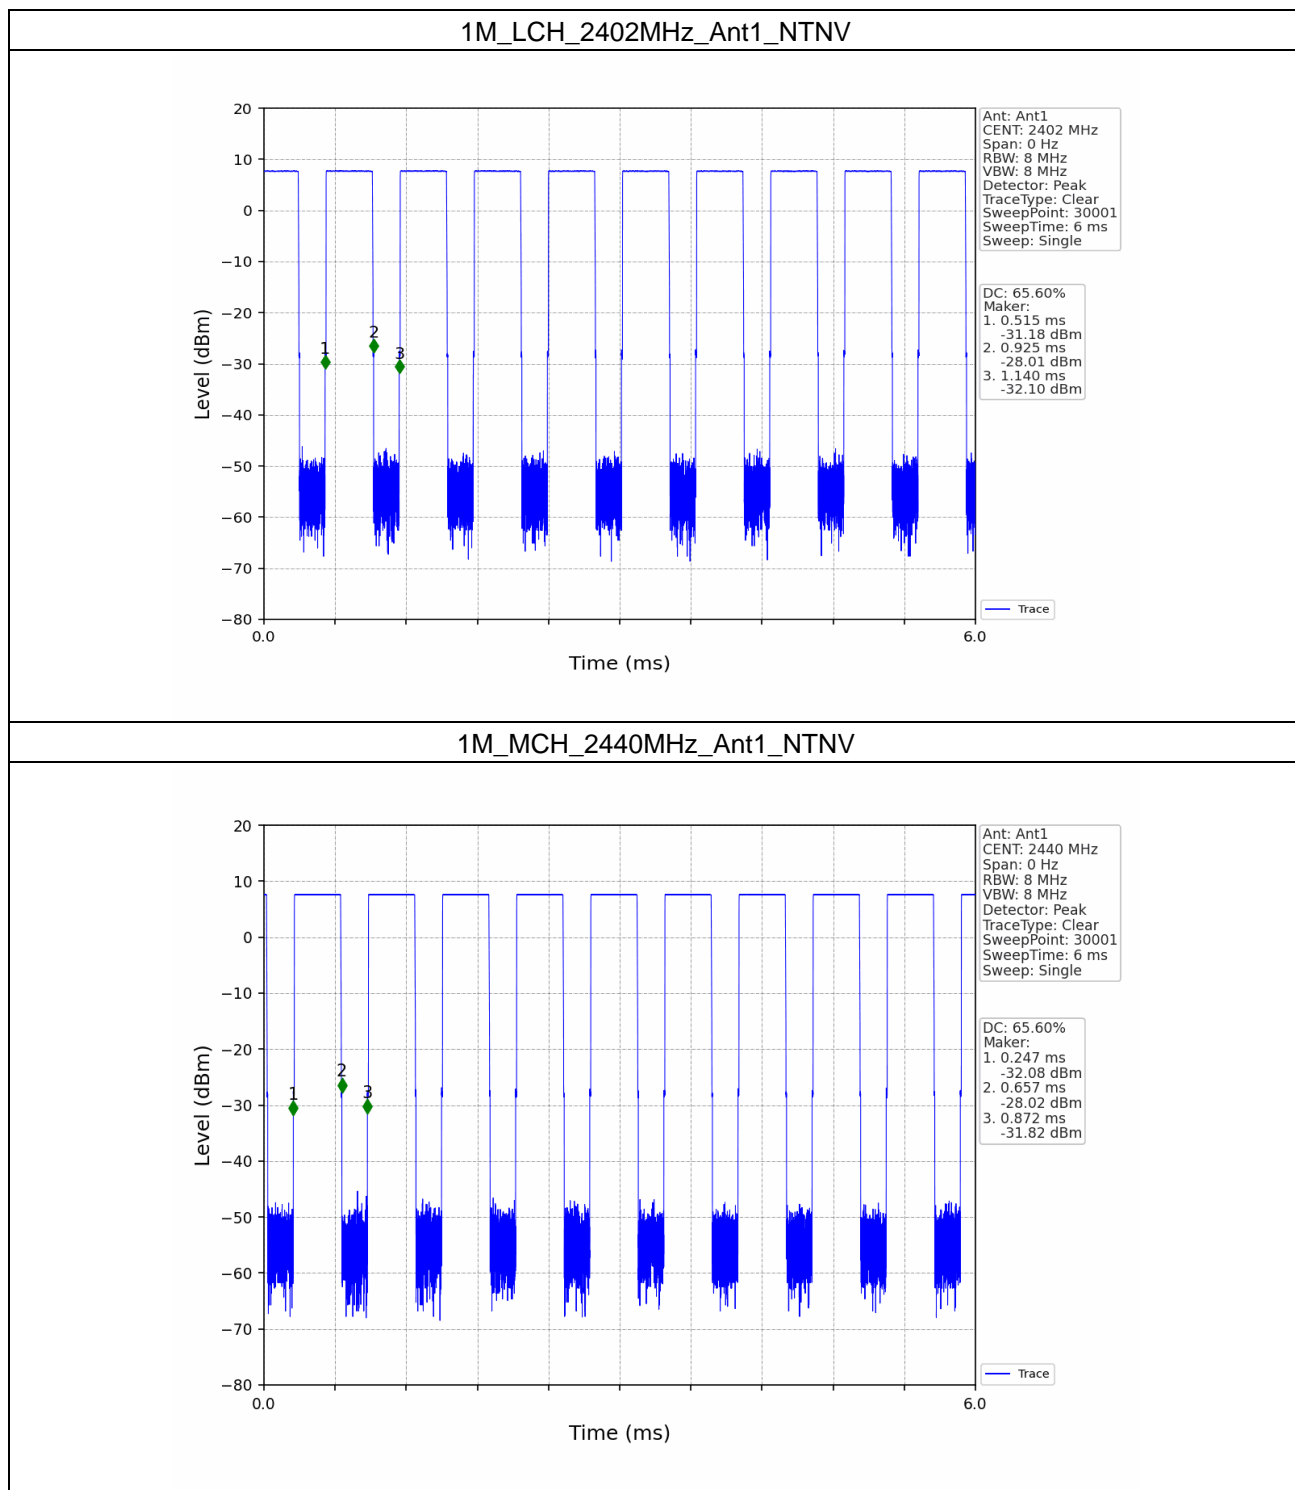 1M_LCH_2402MHz_Ant1_NTNV
20
10
0
−10
−20
−30
−40
−50
−60
−70
−80
Level (dBm)
1
2
3
0.0
6.0
Time (ms)
Ant: Ant1
CENT: 2402 MHz
Span: 0 Hz
RBW: 8 MHz
VBW: 8 MHz
Detector: Peak
TraceType: Clear
SweepPoint: 30001
SweepTime: 6 ms
Sweep: Single
DC: 65.60%
Maker:
1. 0.515 ms
-31.18 dBm
2. 0.925 ms
-28.01 dBm
3. 1.140 ms
-32.10 dBm
Trace
1M_MCH_2440MHz_Ant1_NTNV
20
10
0
−10
−20
−30
−40
−50
−60
−70
−80
Level (dBm)
1
2
3
0.0
6.0
Time (ms)
Ant: Ant1
CENT: 2440 MHz
Span: 0 Hz
RBW: 8 MHz
VBW: 8 MHz
Detector: Peak
TraceType: Clear
SweepPoint: 30001
SweepTime: 6 ms
Sweep: Single
DC: 65.60%
Maker:
1. 0.247 ms
-32.08 dBm
2. 0.657 ms
-28.02 dBm
3. 0.872 ms
-31.82 dBm
Trace